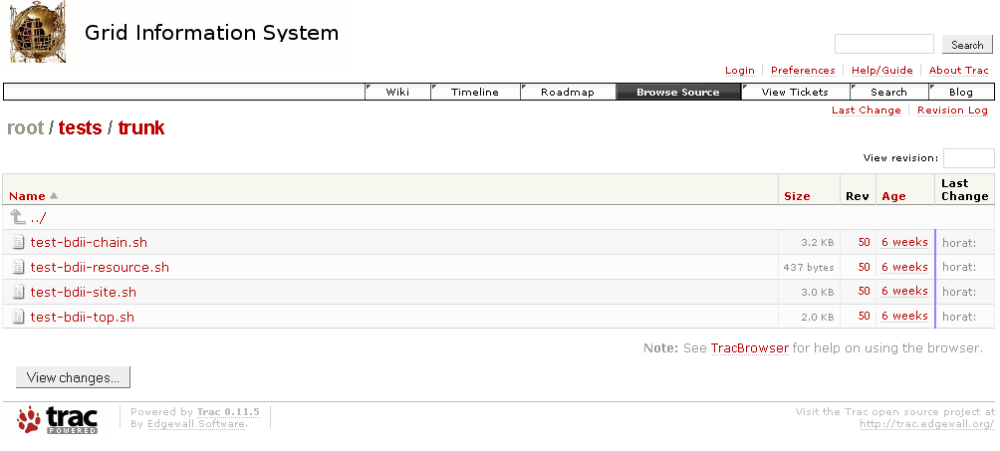 Grid Information System
Search
Login Preferences Help/Guide About Trac
Wiki Timeline Roadmap Browse Source View Tickets Search Blog
Last Change Revision Log
root / tests / trunk
View revision:
Name Size Rev Age Last Change
../
test-bdii-chain.sh 3.2 KB 50 6 weeks horat:
test-bdii-resource.sh 437 bytes 50 6 weeks horat:
test-bdii-site.sh 3.0 KB 50 6 weeks horat:
test-bdii-top.sh 2.0 KB 50 6 weeks horat:
Note: See TracBrowser for help on using the browser.
View changes...
trac POWERED
Powered by Trac 0.11.5
By Edgewall Software.
Visit the Trac open source project at
http://trac.edgewall.org/